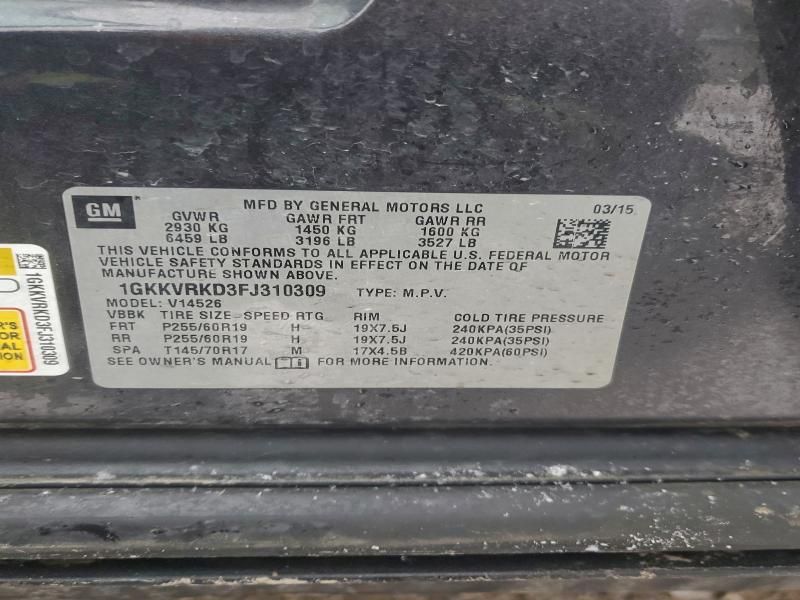 GM
MFD BY GENERAL MOTORS LLC 03/15
GVWR GAWR FRT GAWR RR
2930 KG 1450 KG 1600 KG
6459 LB 3196 LB 3527 LB
THIS VEHICLE CONFORMS TO ALL APPLICABLE U.S. FEDERAL MOTOR
VEHICLE SAFETY STANDARDS IN EFFECT ON THE DATE OF
MANUFACTURE SHOWN ABOVE.
1GKKVRKD3FJ310309 TYPE: M.P.V.
MODEL: V14526
VBBK TIRE SIZE-SPEED RTG RIM COLD TIRE PRESSURE
FRT P255/60R19 H 19X7.5J 240KPA(35PSI)
RR P255/60R19 H 19X7.5J 240KPA(35PSI)
SPA T145/70R17 M 17X4.5B 420KPA(60PSI)
SEE OWNER'S MANUAL FOR MORE INFORMATION.
1GKKVRKD3FJ310309